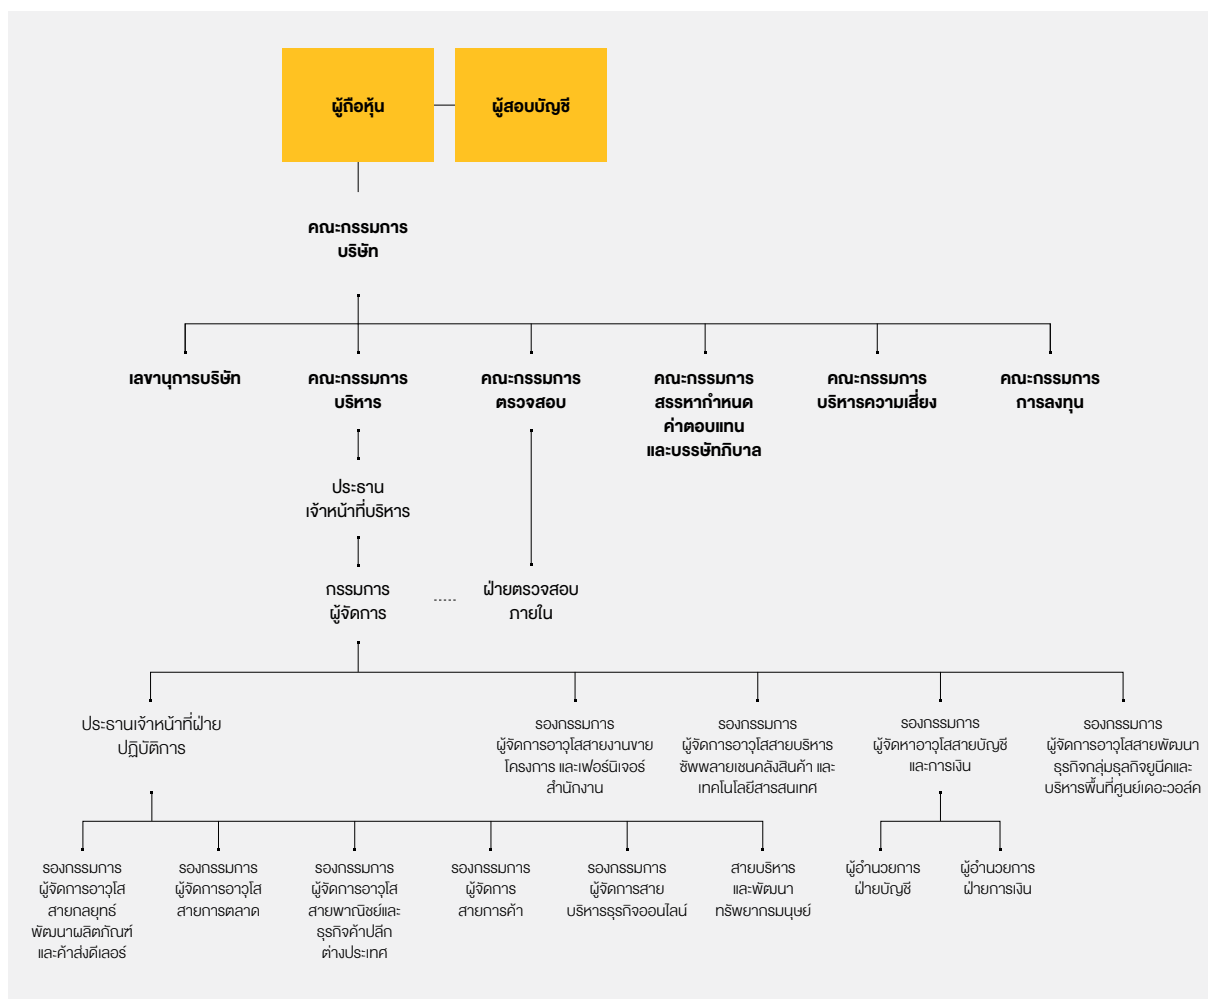 ผู้ถือหุ้น
ผู้สอบบัญชี
คณะกรรมการ
บริษัท
เลขานุการบริษัท
คณะกรรมการ
บริหาร
คณะกรรมการ
ตรวจสอบ
คณะกรรมการ
สรรหากำหนด
ค่าตอบแทน
และบรรษัทภิบาล
คณะกรรมการ
บริหารความเสี่ยง
คณะกรรมการ
การลงทุน
ประธาน
เจ้าหน้าที่บริหาร
กรรมการ
ผู้จัดการ
ฝ่ายตรวจสอบ
ภายใน
ประธานเจ้าหน้าที่ฝ่าย
ปฏิบัติการ
รองกรรมการ
ผู้จัดการอาวุโสสายงานขาย
โครงการ และเฟอร์นิเจอร์
สำนักงาน
รองกรรมการ
ผู้จัดการอาวุโสสายบริหาร
ซัพพลายเชนคลังสินค้า และ
เทคโนโลยีสารสนเทศ
รองกรรมการ
ผู้จัดหาอาวุโสสายบัญชี
และการเงิน
รองกรรมการ
ผู้จัดการอาวุโสสายพัฒนา
ธุรกิจกลุ่มธุลกิจยูนีคและ
บริหารพื้นที่ศูนย์เดอะวอล์ค
รองกรรมการ
ผู้จัดการอาวุโส
สายกลยุทธ์
พัฒนาผลิตภัณฑ์
และค้าส่งดีเลอร์
รองกรรมการ
ผู้จัดการอาวุโส
สายการตลาด
รองกรรมการ
ผู้จัดการอาวุโส
สายพาณิชย์และ
ธุรกิจค้าปลีก
ต่างประเทศ
รองกรรมการ
ผู้จัดการ
สายการค้า
รองกรรมการ
ผู้จัดการสาย
บริหารธุรกิจออนไลน์
สายบริหาร
และพัฒนา
ทรัพยากรมนุษย์
ผู้อำนวยการ
ฝ่ายบัญชี
ผู้อำนวยการ
ฝ่ายการเงิน